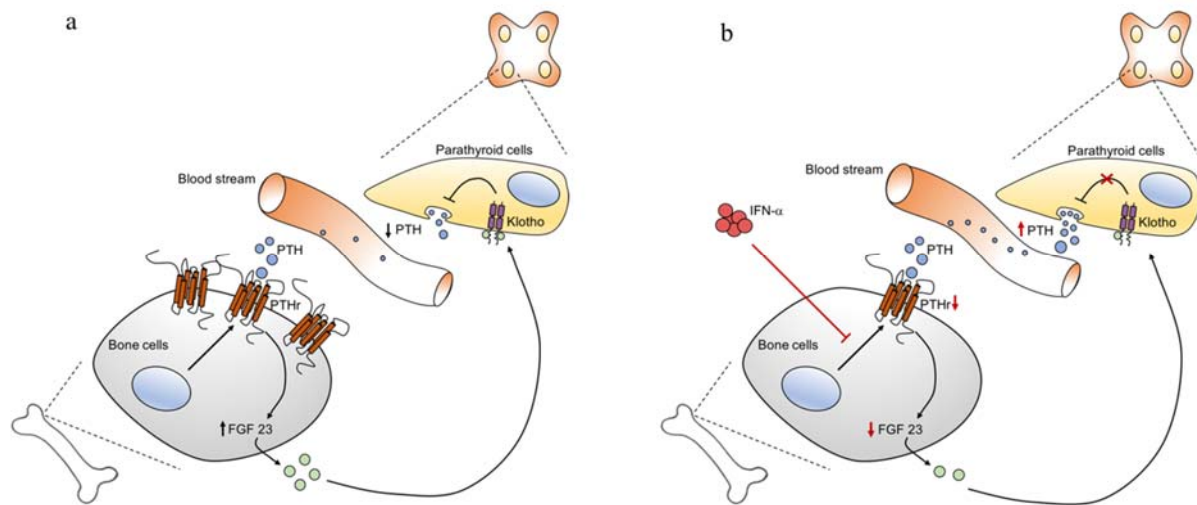 a
Parathyroid cells
Blood stream
Klotho
PTH
PTH
PTHr
Bone cells
FGF 23
b
Parathyroid cells
Blood stream
IFN-α
Klotho
PTH
PTH
PTHr
Bone cells
FGF 23